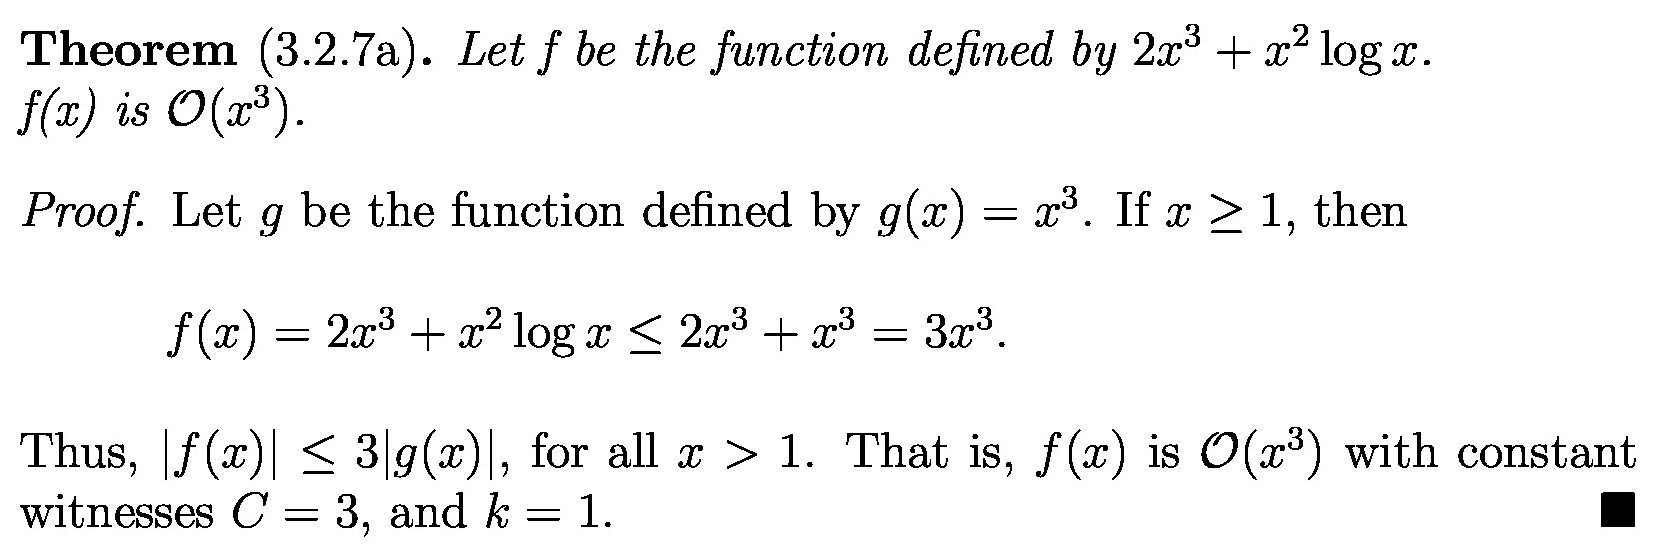 Theorem (3.2.7a). Let f be the function defined by 2x³ + x² log x.
f(x) is 𝒪(x³).
Proof. Let g be the function defined by g(x) = x³. If x ≥ 1, then
f(x) = 2x³ + x² log x ≤ 2x³ + x³ = 3x³.
Thus, |f(x)| ≤ 3|g(x)|, for all x > 1. That is, f(x) is 𝒪(x³) with constant
witnesses C = 3, and k = 1. ■